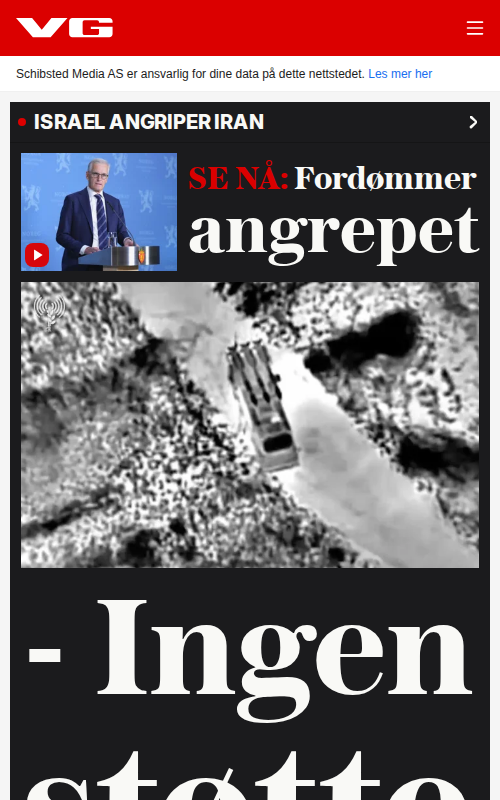 VG
Schibsted Media AS er ansvarlig for dine data på dette nettstedet. Les mer her
ISRAEL ANGRIPER IRAN
SE NÅ: Fordømmer
angrepet
- Ingen
støtte